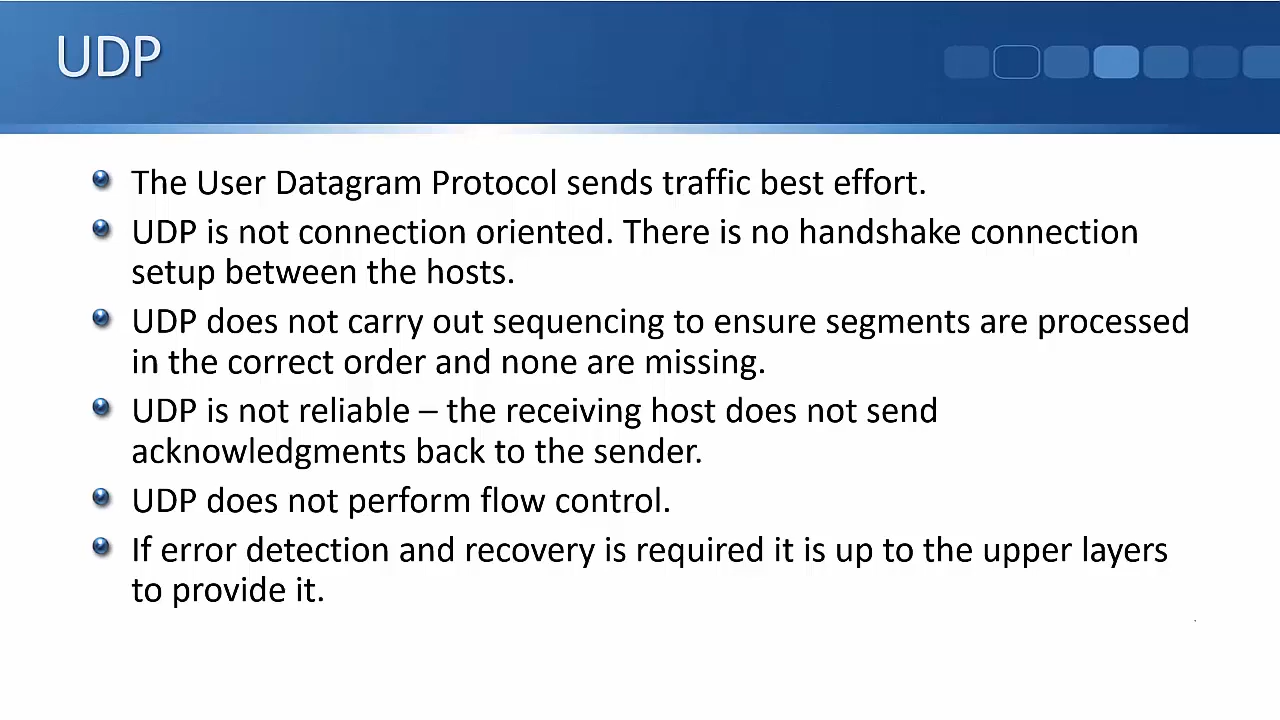 UDP
The User Datagram Protocol sends traffic best effort.
UDP is not connection oriented. There is no handshake connection
setup between the hosts.
UDP does not carry out sequencing to ensure segments are processed
in the correct order and none are missing.
UDP is not reliable – the receiving host does not send
acknowledgments back to the sender.
UDP does not perform flow control.
If error detection and recovery is required it is up to the upper layers
to provide it.